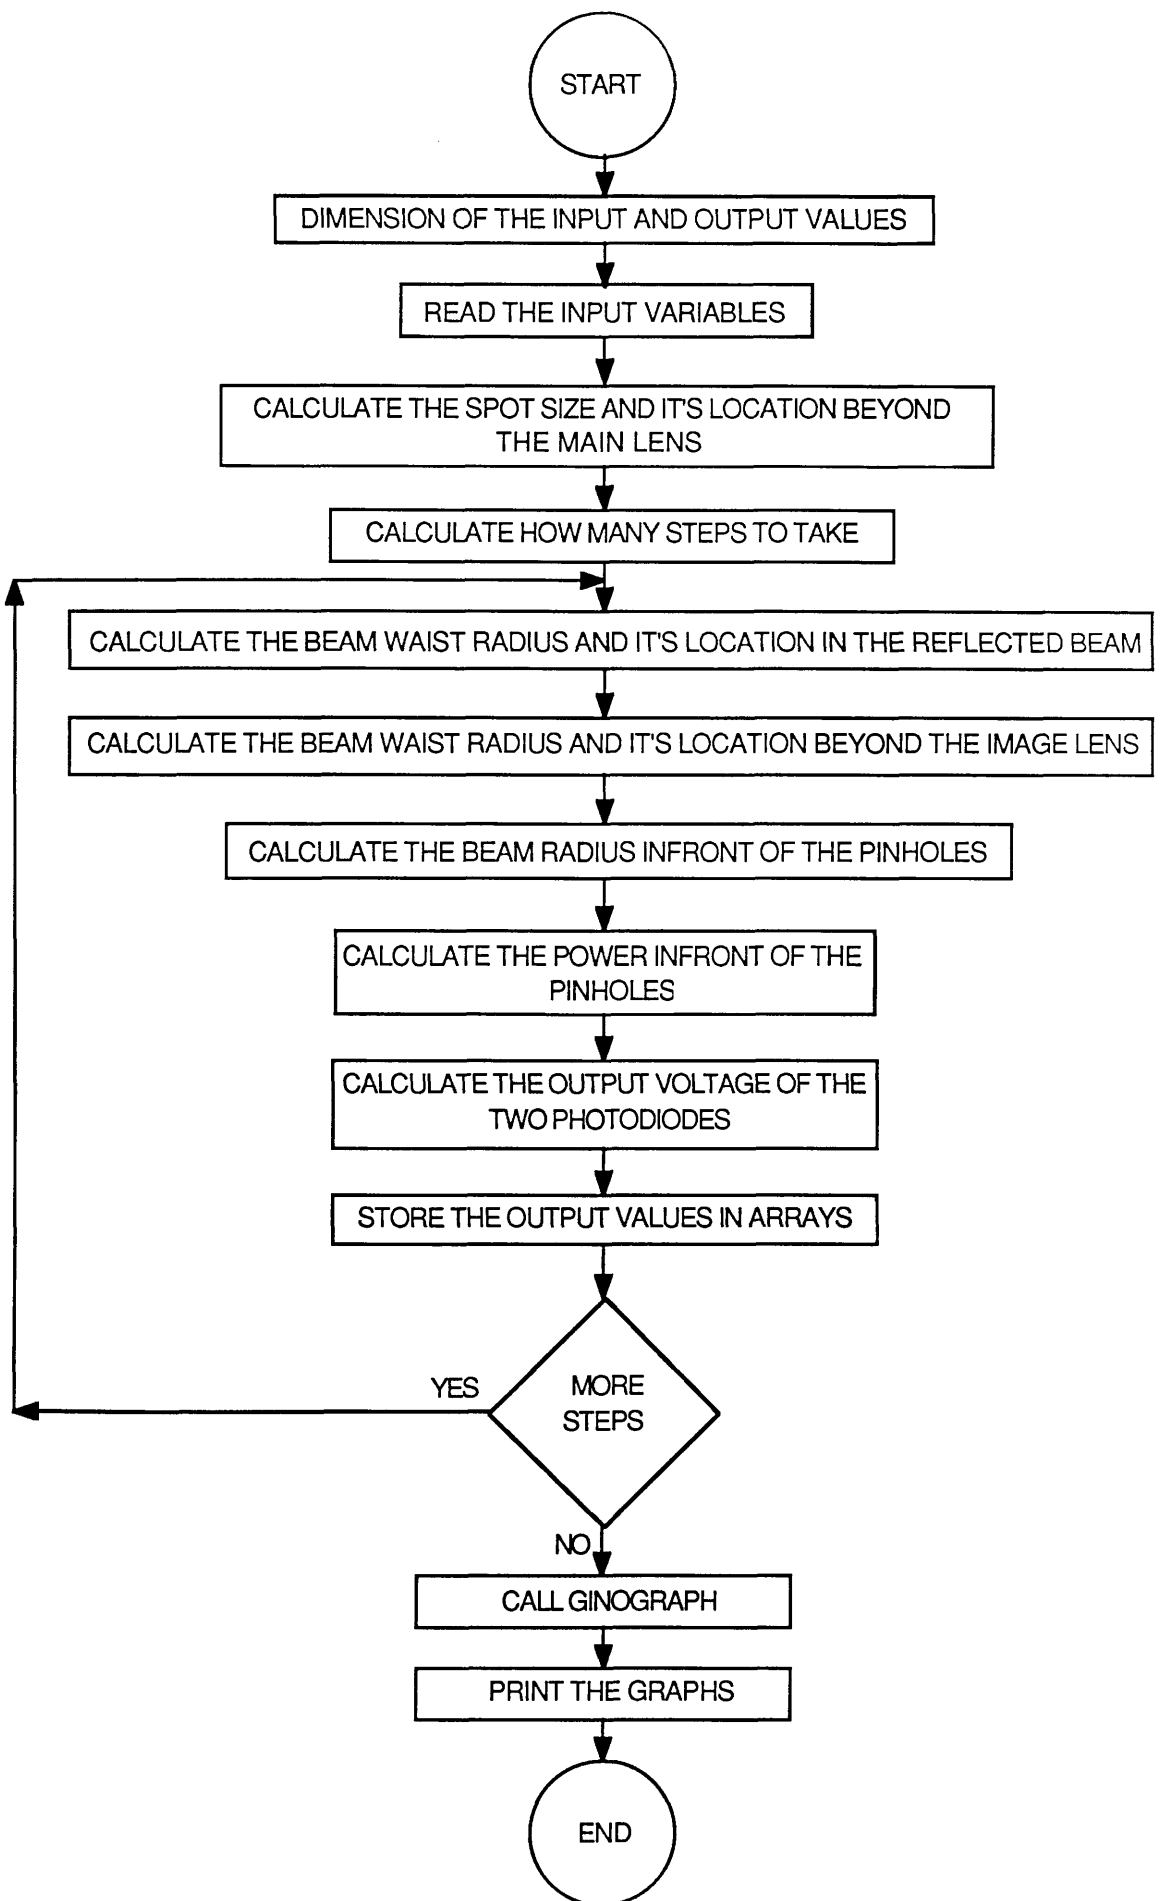 START
DIMENSION OF THE INPUT AND OUTPUT VALUES
READ THE INPUT VARIABLES
CALCULATE THE SPOT SIZE AND IT'S LOCATION BEYOND
THE MAIN LENS
CALCULATE HOW MANY STEPS TO TAKE
CALCULATE THE BEAM WAIST RADIUS AND IT'S LOCATION IN THE REFLECTED BEAM
CALCULATE THE BEAM WAIST RADIUS AND IT'S LOCATION BEYOND THE IMAGE LENS
CALCULATE THE BEAM RADIUS INFRONT OF THE PINHOLES
CALCULATE THE POWER INFRONT OF THE
PINHOLES
CALCULATE THE OUTPUT VOLTAGE OF THE
TWO PHOTODIODES
STORE THE OUTPUT VALUES IN ARRAYS
YES
MORE
STEPS
NO
CALL GINOGRAPH
PRINT THE GRAPHS
END